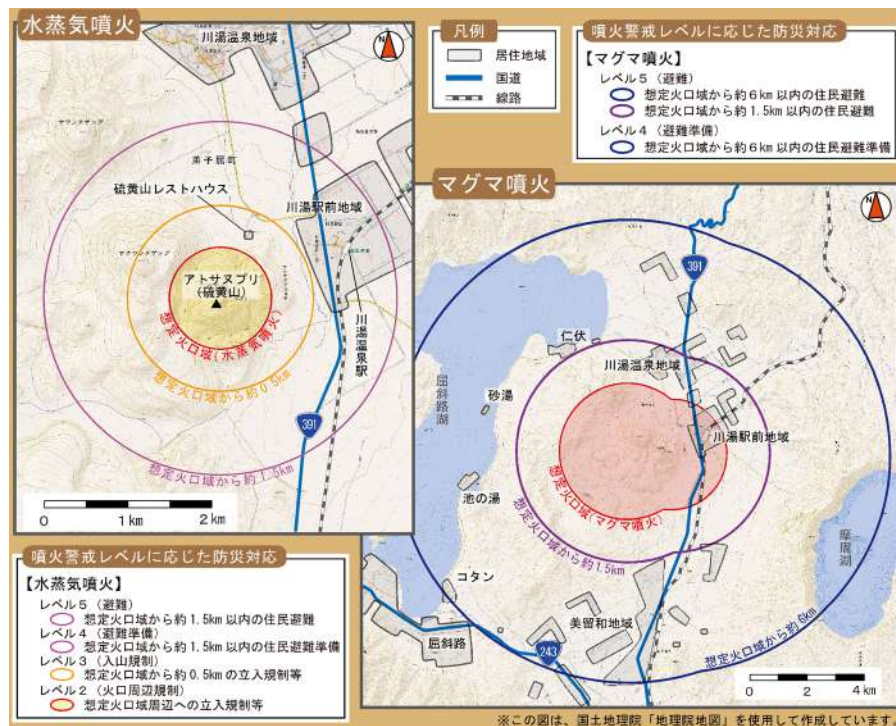 水蒸気噴火
川湯温泉地域
N
弟子屈町
硫黄山レストハウス
川湯駅前地域
アトサヌプリ
(硫黄山)
想定火口域(水蒸気噴火)
想定火口域から約0.5km
想定火口域から約1.5km
川湯温泉駅
391
0 1km 2km
凡例
居住地域
国道
線路
噴火警戒レベルに応じた防災対応
【マグマ噴火】
レベル5（避難）
想定火口域から約6km以内の住民避難
想定火口域から約1.5km以内の住民避難
レベル4（避難準備）
想定火口域から約6km以内の住民避難準備
マグマ噴火
N
391
仁伏
川湯温泉地域
屈斜路湖
砂湯
川湯駅前地域
想定火口域(マグマ噴火)
池の湯
想定火口域から約1.5km
摩周湖
コタン
美留和地域
屈斜路
243
想定火口域から約6km
0 2km 4km
噴火警戒レベルに応じた防災対応
【水蒸気噴火】
レベル5（避難）
想定火口域から約1.5km以内の住民避難
レベル4（避難準備）
想定火口域から約1.5km以内の住民避難準備
レベル3（入山規制）
想定火口域から約0.5kmの立入規制等
レベル2（火口周辺規制）
想定火口域周辺への立入規制等
※この図は、国土地理院「地理院地図」を使用して作成しています